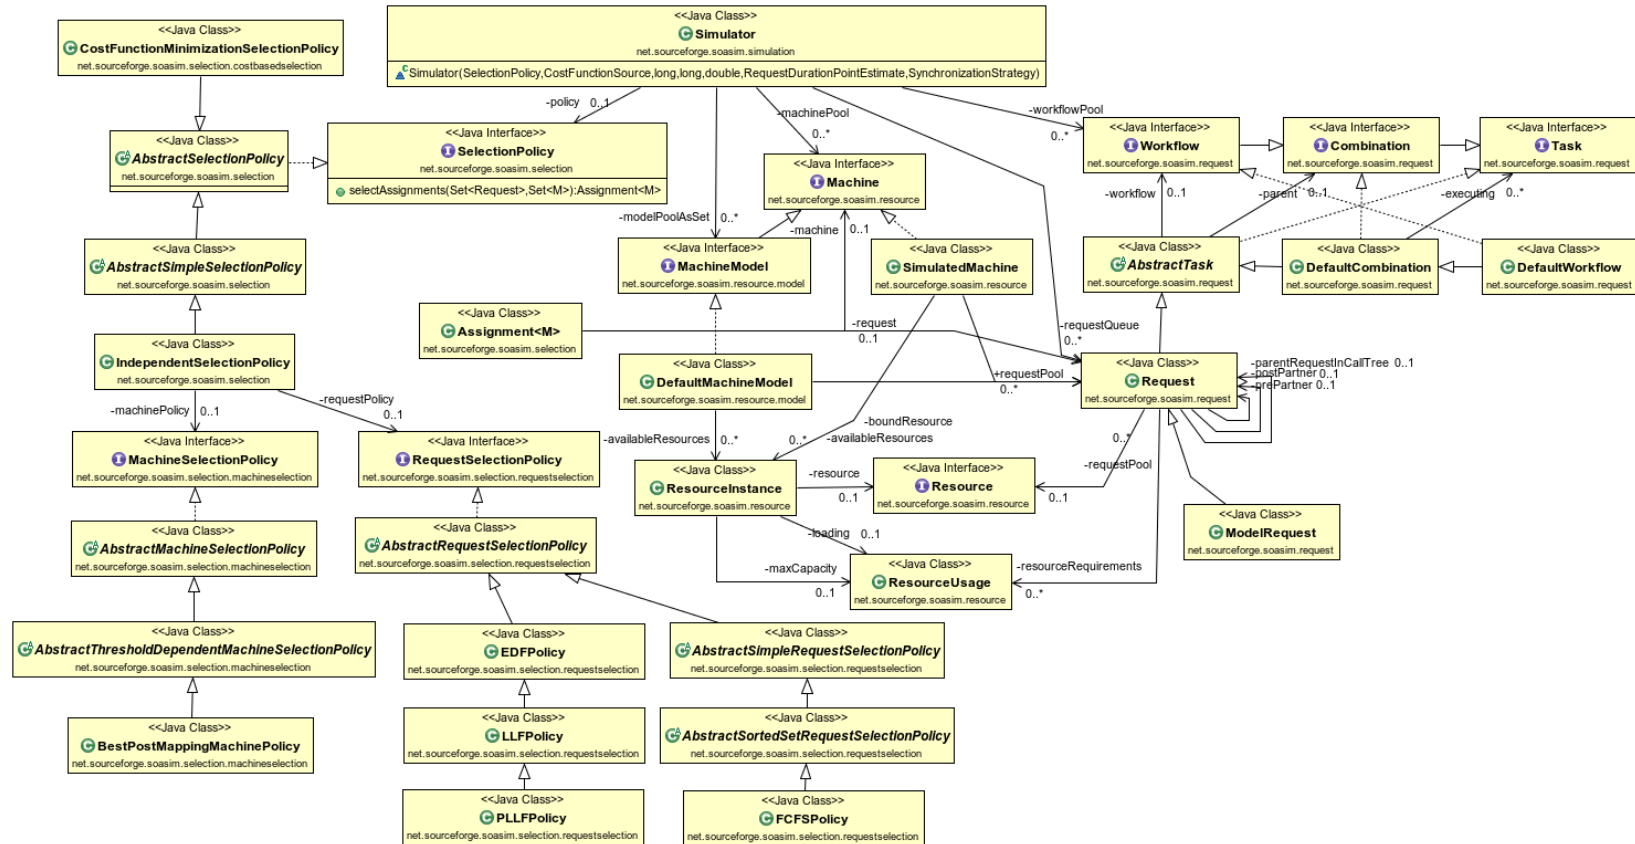 <<Java Class>>
CostFunctionMinimizationSelectionPolicy
net.sourceforge.soasim.selection.costbasedselection
<<Java Class>>
Simulator
net.sourceforge.soasim.simulation
Simulator(SelectionPolicy,CostFunctionSource,long,long,double,RequestDurationPointEstimate,SynchronizationStrategy)
-policy 0..1
-machinePool
0..*
-workflowPool
0..*
<<Java Class>>
AbstractSelectionPolicy
net.sourceforge.soasim.selection
<<Java Interface>>
SelectionPolicy
net.sourceforge.soasim.selection
selectAssignments(Set<Request>,Set<M>):Assignment<M>
<<Java Interface>>
Machine
net.sourceforge.soasim.resource
<<Java Interface>>
Workflow
net.sourceforge.soasim.request
<<Java Interface>>
Combination
net.sourceforge.soasim.request
<<Java Interface>>
Task
net.sourceforge.soasim.request
-workflow 0..1
-parent 0..1
-executing 0..*
-modelPoolAsSet 0..*
-machine 0..1
<<Java Class>>
AbstractSimpleSelectionPolicy
net.sourceforge.soasim.selection
<<Java Interface>>
MachineModel
net.sourceforge.soasim.resource.model
<<Java Class>>
SimulatedMachine
net.sourceforge.soasim.resource
<<Java Class>>
AbstractTask
net.sourceforge.soasim.request
<<Java Class>>
DefaultCombination
net.sourceforge.soasim.request
<<Java Class>>
DefaultWorkflow
net.sourceforge.soasim.request
<<Java Class>>
Assignment<M>
net.sourceforge.soasim.selection
-request
0..1
-requestQueue
0..*
<<Java Class>>
IndependentSelectionPolicy
net.sourceforge.soasim.selection
<<Java Class>>
DefaultMachineModel
net.sourceforge.soasim.resource.model
+requestPool
0..*
<<Java Class>>
Request
net.sourceforge.soasim.request
-parentRequestInCallTree 0..1
-postPartner 0..1
-prePartner 0..1
-machinePolicy 0..1
-requestPolicy
0..1
-availableResources 0..*
-boundResource
0..* -availableResources
<<Java Interface>>
MachineSelectionPolicy
net.sourceforge.soasim.selection.machineselection
<<Java Interface>>
RequestSelectionPolicy
net.sourceforge.soasim.selection.requestselection
<<Java Class>>
ResourceInstance
net.sourceforge.soasim.resource
-resource
0..1
<<Java Interface>>
Resource
net.sourceforge.soasim.resource
0..*
-requestPool
0..1
<<Java Class>>
ModelRequest
net.sourceforge.soasim.request
<<Java Class>>
AbstractMachineSelectionPolicy
net.sourceforge.soasim.selection.machineselection
<<Java Class>>
AbstractRequestSelectionPolicy
net.sourceforge.soasim.selection.requestselection
-loading 0..1
-maxCapacity
0..1
<<Java Class>>
ResourceUsage
net.sourceforge.soasim.resource
-resourceRequirements
0..*
<<Java Class>>
AbstractThresholdDependentMachineSelectionPolicy
net.sourceforge.soasim.selection.machineselection
<<Java Class>>
EDFPolicy
net.sourceforge.soasim.selection.requestselection
<<Java Class>>
AbstractSimpleRequestSelectionPolicy
net.sourceforge.soasim.selection.requestselection
<<Java Class>>
BestPostMappingMachinePolicy
net.sourceforge.soasim.selection.machineselection
<<Java Class>>
LLFPolicy
net.sourceforge.soasim.selection.requestselection
<<Java Class>>
AbstractSortedSetRequestSelectionPolicy
net.sourceforge.soasim.selection.requestselection
<<Java Class>>
PLLFPolicy
net.sourceforge.soasim.selection.requestselection
<<Java Class>>
FCFSPolicy
net.sourceforge.soasim.selection.requestselection